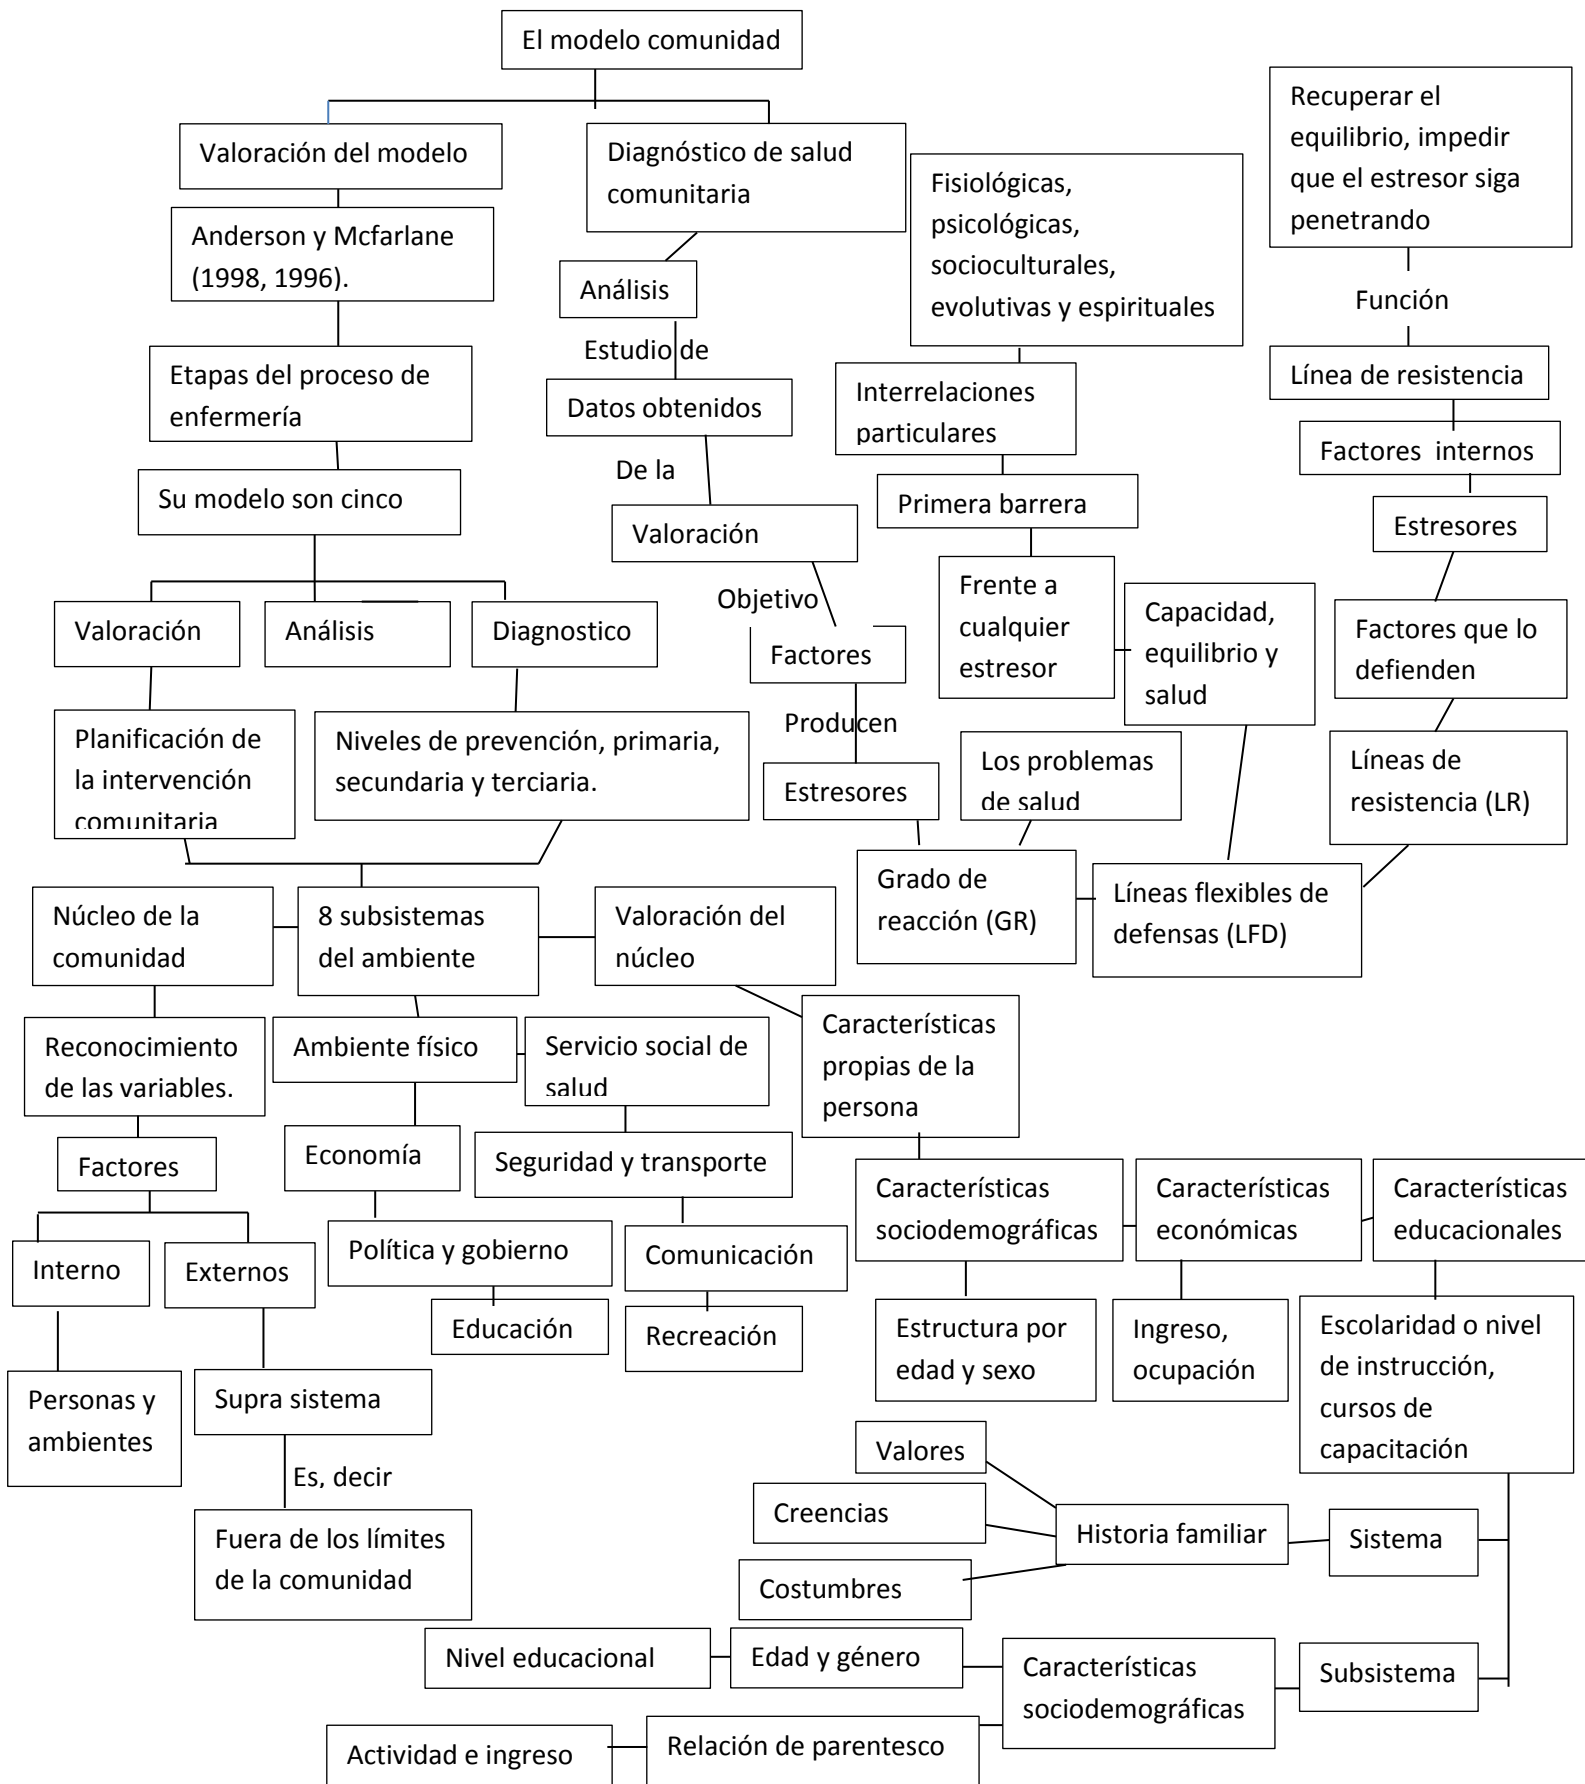 El modelo comunidad
Valoración del modelo
Anderson y Mcfarlane
(1998, 1996).
Etapas del proceso de
enfermería
Su modelo son cinco
Valoración
Análisis
Diagnostico
Planificación de
la intervención
comunitaria
Niveles de prevención, primaria,
secundaria y terciaria.
Diagnóstico de salud
comunitaria
Análisis
Estudio de
Datos obtenidos
De la
Valoración
Objetivo
Factores
Producen
Estresores
Los problemas
de salud
Grado de
reacción (GR)
Líneas flexibles de
defensas (LFD)
Fisiológicas,
psicológicas,
socioculturales,
evolutivas y espirituales
Interrelaciones
particulares
Primera barrera
Frente a
cualquier
estresor
Capacidad,
equilibrio y
salud
Recuperar el
equilibrio, impedir
que el estresor siga
penetrando
Función
Línea de resistencia
Factores  internos
Estresores
Factores que lo
defienden
Líneas de
resistencia (LR)
Núcleo de la
comunidad
8 subsistemas
del ambiente
Valoración del
núcleo
Reconocimiento
de las variables.
Factores
Interno
Externos
Personas y
ambientes
Supra sistema
Es, decir
Fuera de los límites
de la comunidad
Ambiente físico
Servicio social de
salud
Economía
Seguridad y transporte
Política y gobierno
Comunicación
Educación
Recreación
Características
propias de la
persona
Características
sociodemográficas
Características
económicas
Características
educacionales
Estructura por
edad y sexo
Ingreso,
ocupación
Escolaridad o nivel
de instrucción,
cursos de
capacitación
Valores
Creencias
Costumbres
Historia familiar
Sistema
Nivel educacional
Edad y género
Características
sociodemográficas
Subsistema
Actividad e ingreso
Relación de parentesco